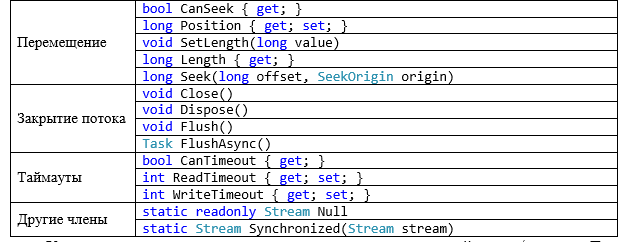 Перемещение
bool CanSeek { get; }
long Position { get; set; }
void SetLength(long value)
long Length { get; }
long Seek(long offset, SeekOrigin origin)
Закрытие потока
void Close()
void Dispose()
void Flush()
Task FlushAsync()
Таймауты
bool CanTimeout { get; }
int ReadTimeout { get; set; }
int WriteTimeout { get; set; }
Другие члены
static readonly Stream Null
static Stream Synchronized(Stream stream)